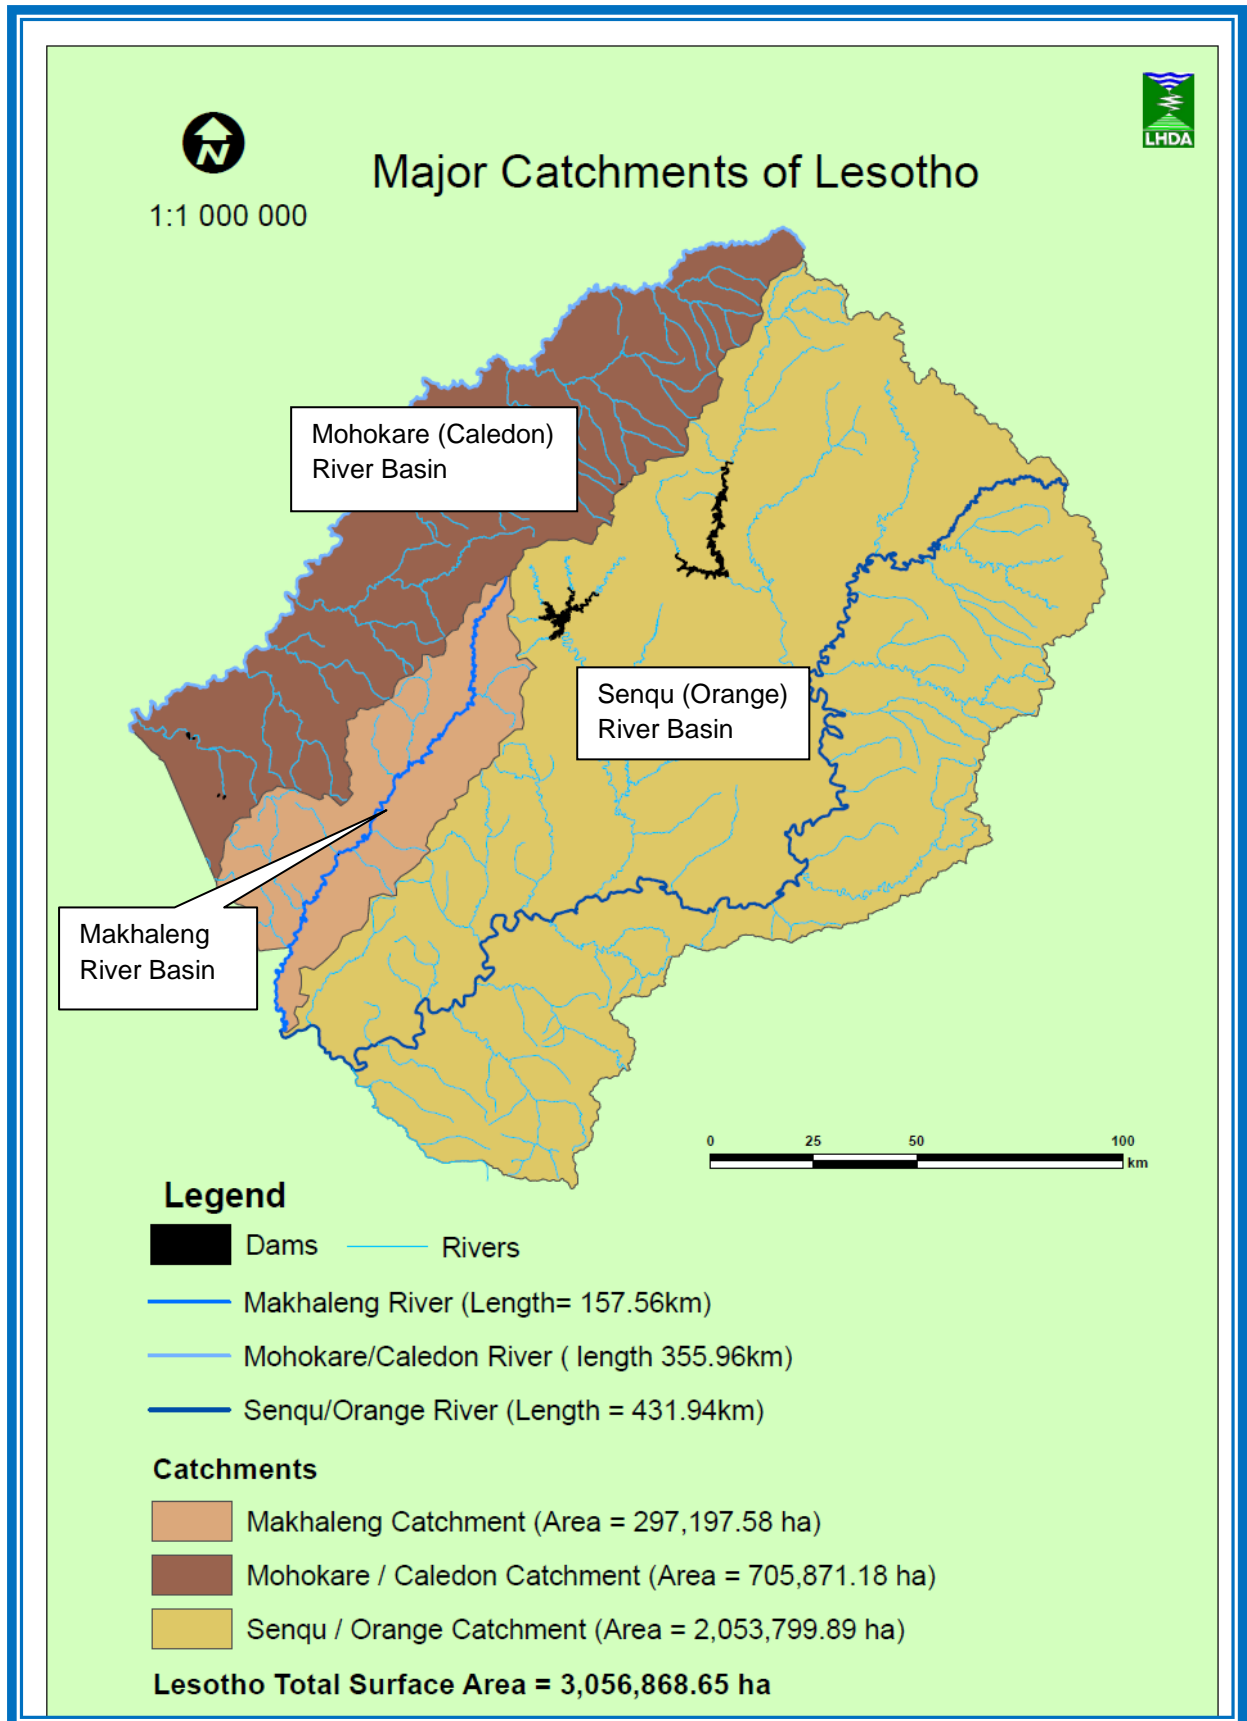 N
1:1 000 000
Major Catchments of Lesotho
LHDA
Mohokare (Caledon)
River Basin
Senqu (Orange)
River Basin
Makhaleng
River Basin
0 25 50 100
km
Legend
Dams Rivers
Makhaleng River (Length= 157.56km)
Mohokare/Caledon River ( length 355.96km)
Senqu/Orange River (Length = 431.94km)
Catchments
Makhaleng Catchment (Area = 297,197.58 ha)
Mohokare / Caledon Catchment (Area = 705,871.18 ha)
Senqu / Orange Catchment (Area = 2,053,799.89 ha)
Lesotho Total Surface Area = 3,056,868.65 ha